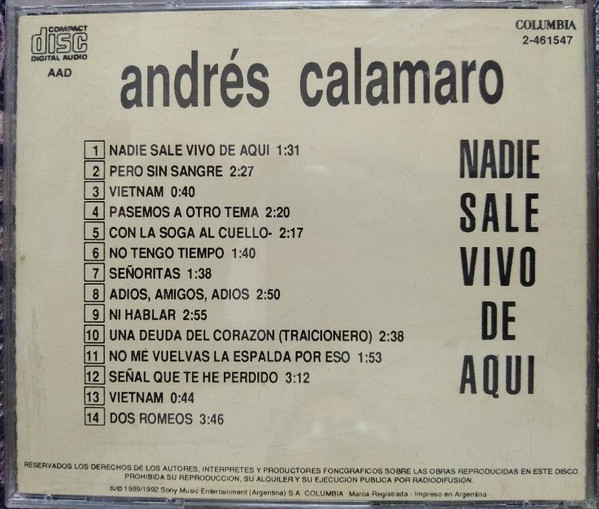 COMPACT
disc
DIGITAL AUDIO
AAD
COLUMBIA
2-461547
andrés calamaro
1 NADIE SALE VIVO DE AQUI 1:31
2 PERO SIN SANGRE 2:27
3 VIETNAM 0:40
4 PASEMOS A OTRO TEMA 2:20
5 CON LA SOGA AL CUELLO- 2:17
6 NO TENGO TIEMPO 1:40
7 SEÑORITAS 1:38
8 ADIOS, AMIGOS, ADIOS 2:50
9 NI HABLAR 2:55
10 UNA DEUDA DEL CORAZON (TRAICIONERO) 2:38
11 NO ME VUELVAS LA ESPALDA POR ESO 1:53
12 SEÑAL QUE TE HE PERDIDO 3:12
13 VIETNAM 0:44
14 DOS ROMEOS 3:46
NADIE
SALE
VIVO
DE
AQUI
RESERVADOS LOS DERECHOS DE LOS AUTORES, INTERPRETES Y PRODUCTORES FONCGRAFICOS SOBRE LAS OBRAS REPRODUCIDAS EN ESTE DISCO.
PROHIBIDA SU REPRODUCCION, SU ALQUILER Y SU EJECUCION PUBLICA POR RADIODIFUSION.
℗/© 1989/1992 Sony Music Entertainment (Argentina) S.A. COLUMBIA Marca Registrada - Impreso en Argentina